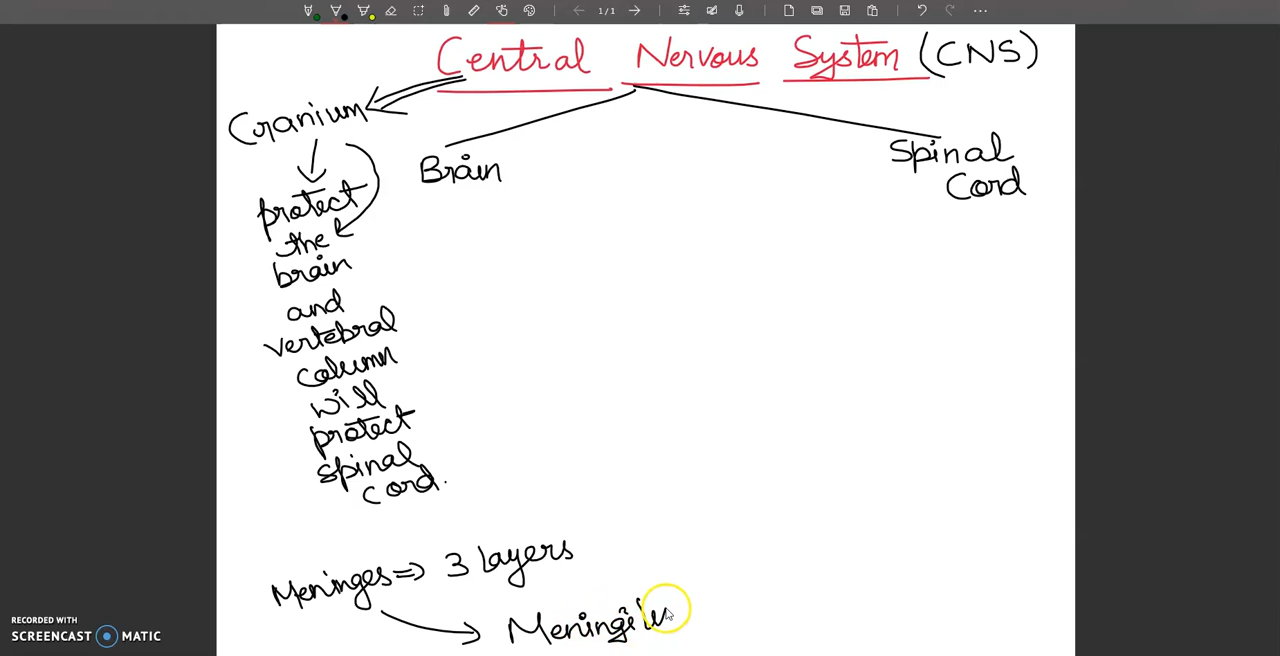 1/1
Central Nervous System (CNS)
Cranium
Brain
Spinal
Cord
protect
the
brain
and
vertebral
column
will
protect
spinal
cord.
Meninges => 3 layers
RECORDED WITH
SCREENCAST MATIC